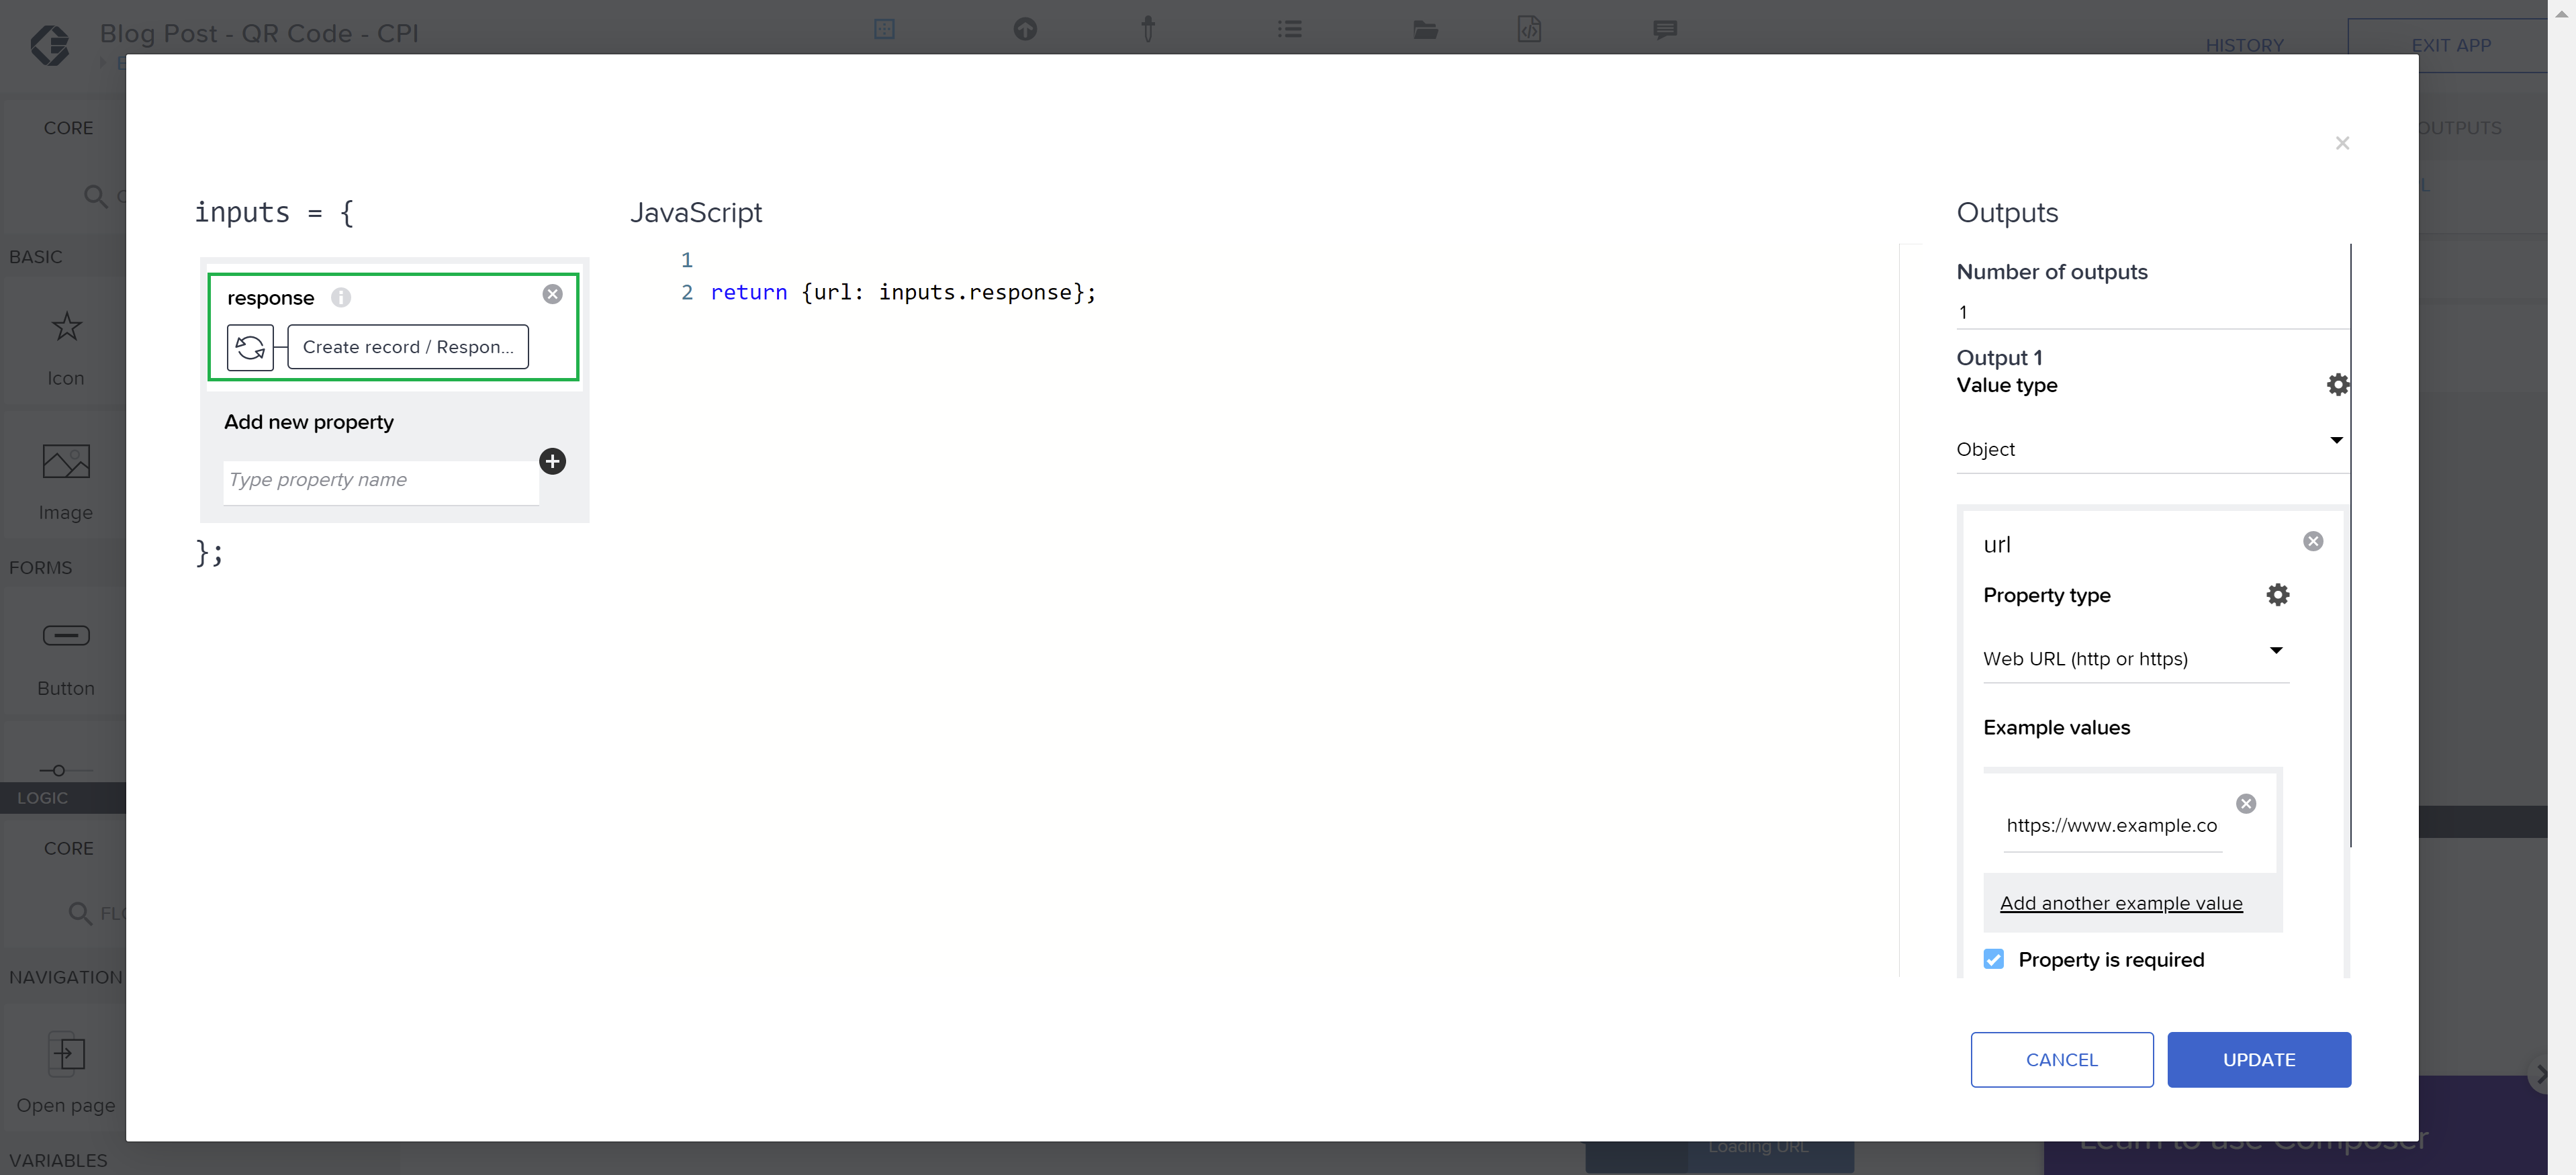 Blog Post - QR Code - CPI
HISTORY
EXIT APP
CORE
OUTPUTS
inputs = {
JavaScript
Outputs
BASIC
1
Number of outputs
response
2 return {url: inputs.response};
1
Create record / Respon...
Output 1
Value type
Icon
Add new property
Object
Type property name
Image
};
url
FORMS
Property type
Web URL (http or https)
Button
Example values
LOGIC
https://www.example.co
CORE
Add another example value
Property is required
NAVIGATION
CANCEL
UPDATE
Open page
Loading URL
Learn to use Composer
VARIABLES